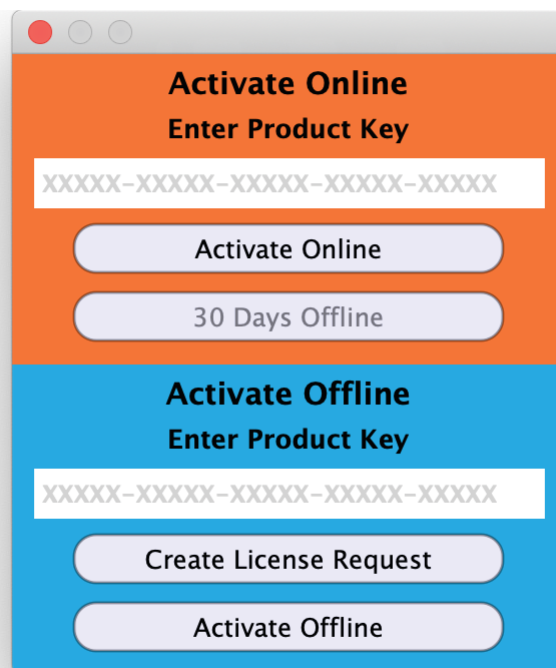 Activate Online
Enter Product Key
XXXXX-XXXXX-XXXXX-XXXXX-XXXXX
Activate Online
30 Days Offline
Activate Offline
Enter Product Key
XXXXX-XXXXX-XXXXX-XXXXX-XXXXX
Create License Request
Activate Offline